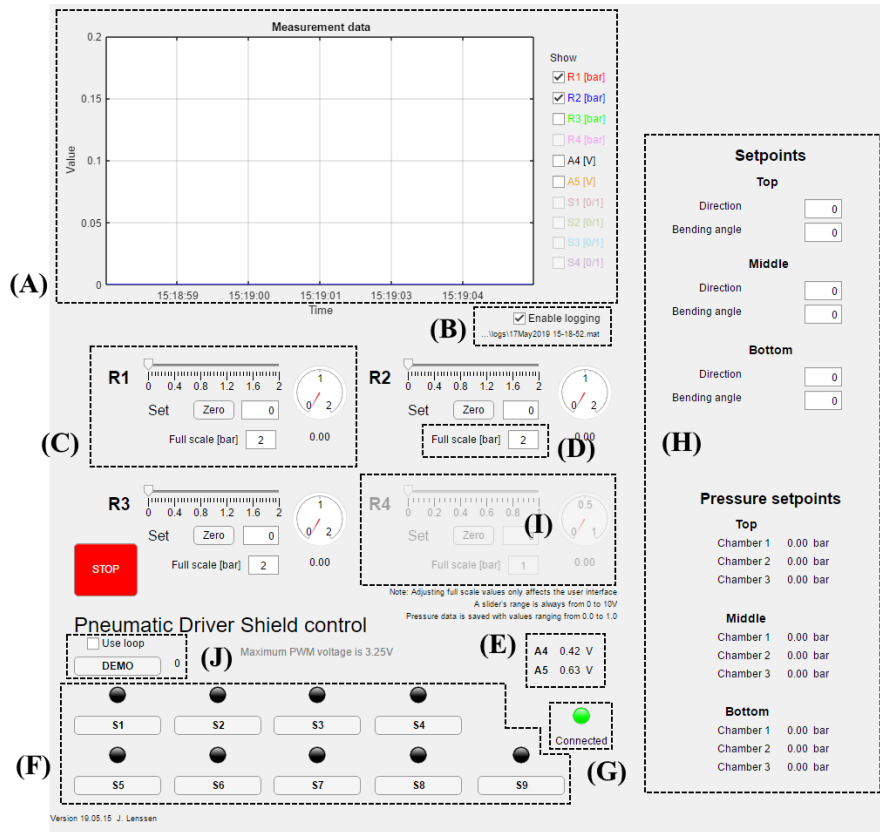 Measurement data
0.2
0.15
0.1
0.05
0
Value
15:18:59 15:19:00 15:19:01 15:19:03 15:19:04
Time
Show
R1 [bar]
R2 [bar]
R3 [bar]
R4 [bar]
A4 [V]
A5 [V]
S1 [0/1]
S2 [0/1]
S3 [0/1]
S4 [0/1]
(A)
Enable logging
...\logs\17May2019 15-18-52.mat
(B)
R1
0 0.4 0.8 1.2 1.6 2
0 1 2
Set Zero 0
Full scale [bar] 2
0.00
(C)
R2
0 0.4 0.8 1.2 1.6 2
0 1 2
Set Zero 0
Full scale [bar] 2
0.00
(D)
R3
0 0.4 0.8 1.2 1.6 2
0 1 2
Set Zero 0
Full scale [bar] 2
0.00
R4
0 0.2 0.4 0.6 0.8 1
0 0.5 1
Set Zero
Full scale [bar] 1
0.00
(I)
STOP
Note: Adjusting full scale values only affects the user interface
A slider's range is always from 0 to 10V
Pressure data is saved with values ranging from 0.0 to 1.0
Pneumatic Driver Shield control
Use loop
DEMO 0
(J)
Maximum PWM voltage is 3.25V
(E)
A4 0.42 V
A5 0.63 V
S1 S2 S3 S4
S5 S6 S7 S8 S9
(F)
Connected
(G)
Setpoints
Top
Direction 0
Bending angle 0
Middle
Direction 0
Bending angle 0
Bottom
Direction 0
Bending angle 0
(H)
Pressure setpoints
Top
Chamber 1 0.00 bar
Chamber 2 0.00 bar
Chamber 3 0.00 bar
Middle
Chamber 1 0.00 bar
Chamber 2 0.00 bar
Chamber 3 0.00 bar
Bottom
Chamber 1 0.00 bar
Chamber 2 0.00 bar
Chamber 3 0.00 bar
Version 19.05.15 J. Lenssen